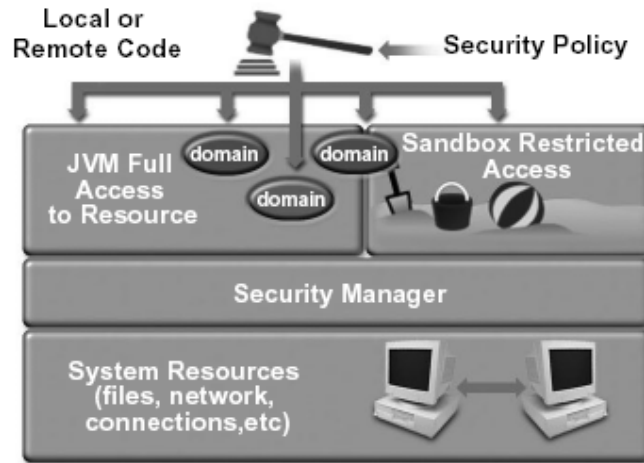 Local or
Remote Code
Security Policy
domain
domain
domain
JVM Full
Access
to Resource
Sandbox Restricted
Access
Security Manager
System Resources
(files, network,
connections,etc)